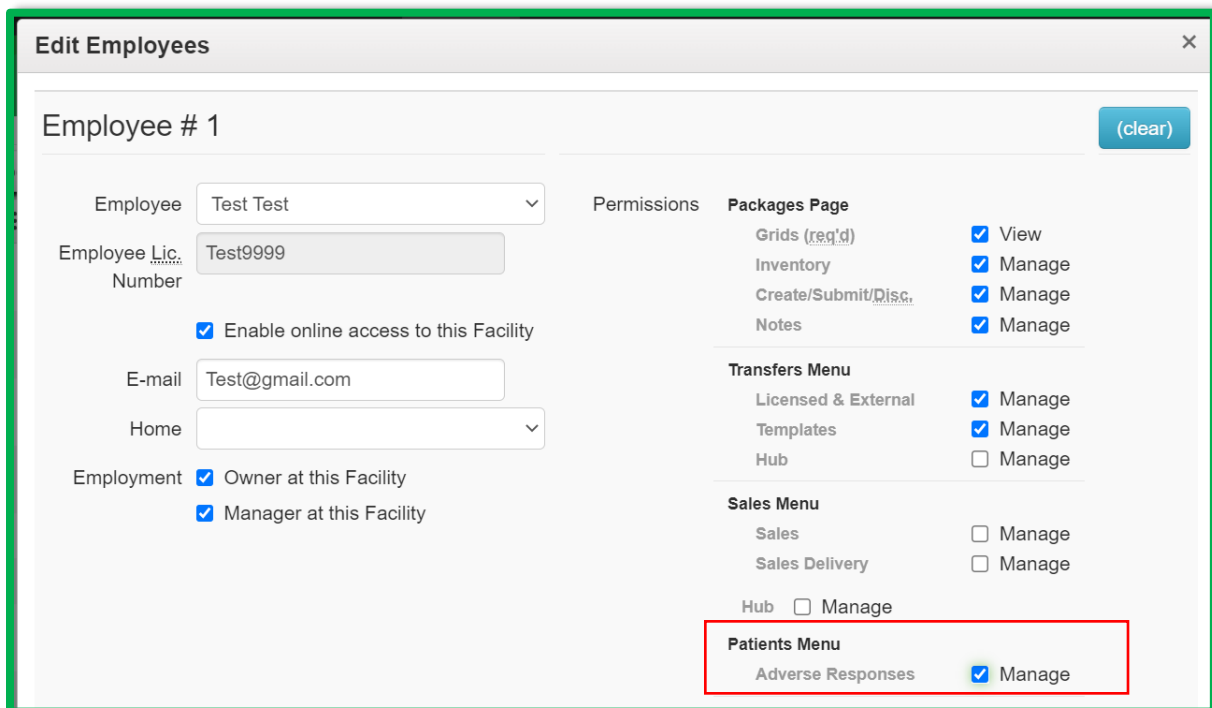 Edit Employees ×
Employee # 1 (clear)
Employee Test Test
Employee Lic. Number Test9999
Enable online access to this Facility
E-mail Test@gmail.com
Home
Employment Owner at this Facility
Manager at this Facility
Permissions Packages Page
Grids (req'd) View
Inventory Manage
Create/Submit/Disc. Manage
Notes Manage
Transfers Menu
Licensed & External Manage
Templates Manage
Hub Manage
Sales Menu
Sales Manage
Sales Delivery Manage
Hub Manage
Patients Menu
Adverse Responses Manage